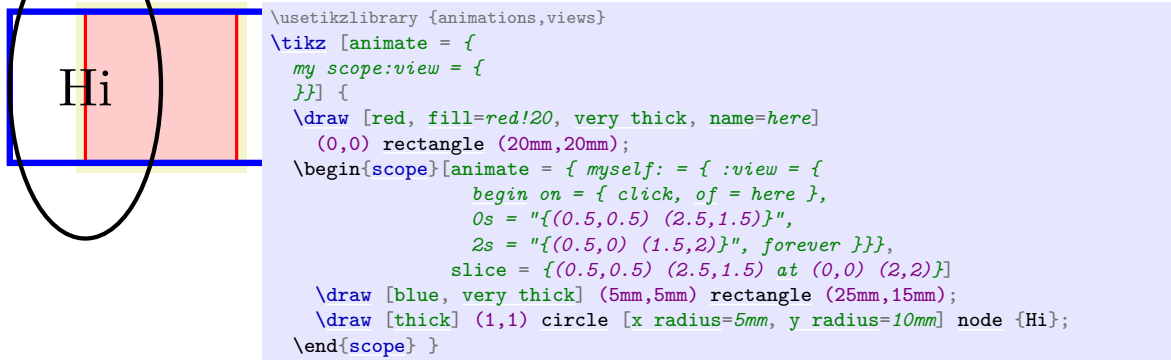 Hi
\usetikzlibrary {animations,views}
\tikz [animate = {
my scope:view = {
}}] {
\draw [red, fill=red!20, very thick, name=here]
(0,0) rectangle (20mm,20mm);
\begin{scope}[animate = { myself: = { :view = {
begin on = { click, of = here },
0s = "{(0.5,0.5) (2.5,1.5)}",
2s = "{(0.5,0) (1.5,2)}", forever }}},
slice = {(0.5,0.5) (2.5,1.5) at (0,0) (2,2)}]
\draw [blue, very thick] (5mm,5mm) rectangle (25mm,15mm);
\draw [thick] (1,1) circle [x radius=5mm, y radius=10mm] node {Hi};
\end{scope} }